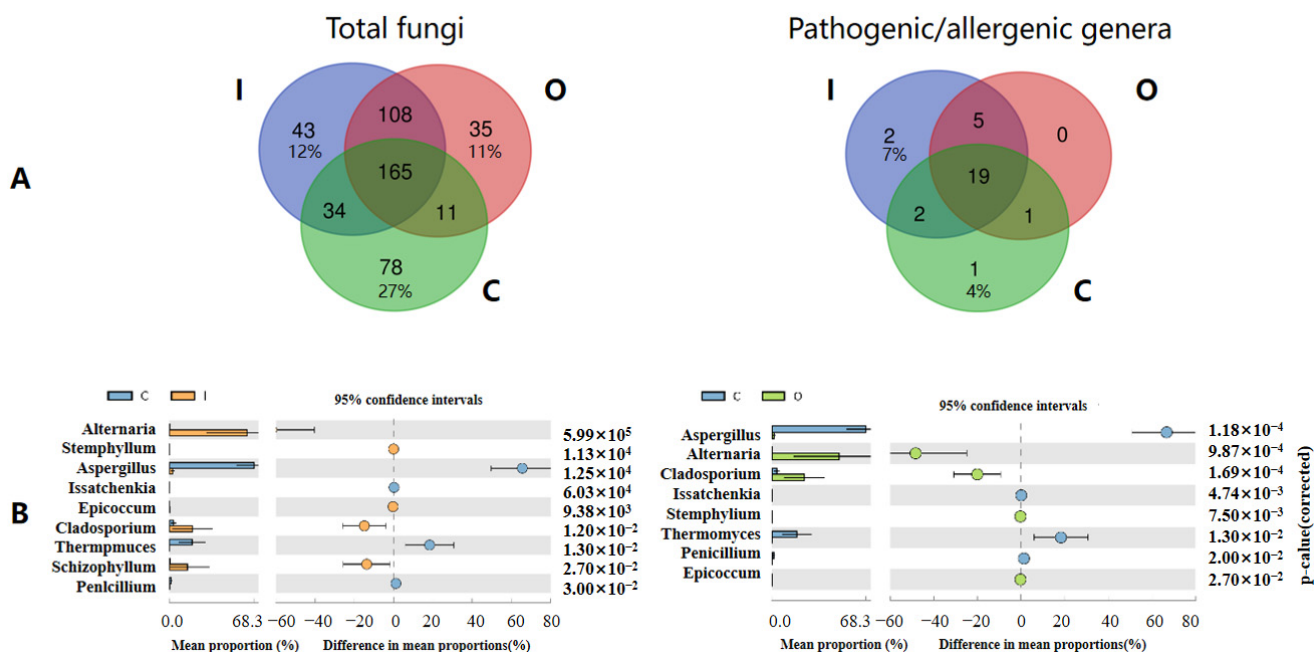 Total fungi
Pathogenic/allergenic genera
A
I
O
43
12%
108
35
11%
165
34
11
78
27%
C
I
O
2
7%
5
0
19
2
1
1
4%
C
B
C I
95% confidence intervals
Alternaria 5.99×10⁵
Stemphyllum 1.13×10⁴
Aspergillus 1.25×10⁴
Issatchenkia 6.03×10⁴
Epicoccum 9.38×10³
Cladosporium 1.20×10⁻²
Thermpmuces 1.30×10⁻²
Schizophyllum 2.70×10⁻²
Penlcillium 3.00×10⁻²
0.0 68.3 −60 −40 −20 0 20 40 60 80
Mean proportion (%) Difference in mean proportions(%)
C O
95% confidence intervals
Aspergillus 1.18×10⁻⁴
Alternaria 9.87×10⁻⁴
Cladosporium 1.69×10⁻⁴
Issatchenkia 4.74×10⁻³
Stemphylium 7.50×10⁻³
Thermomyces 1.30×10⁻²
Penicillium 2.00×10⁻²
Epicoccum 2.70×10⁻²
0.0 68.3 −60 −40 −20 0 20 40 60 80
Mean proportion (%) Difference in mean proportions(%)
p-calue(corrected)